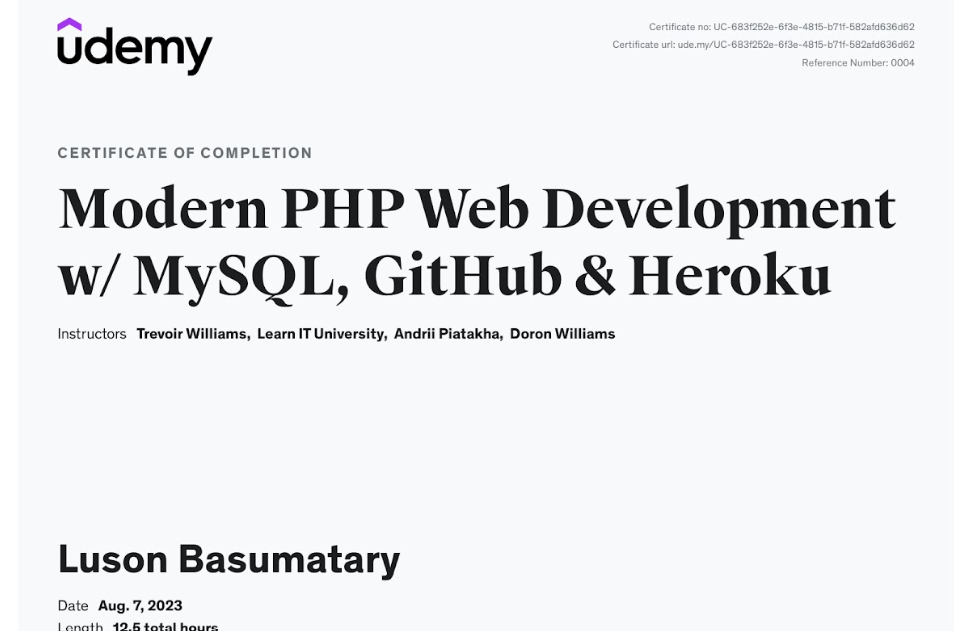 udemy
Certificate no: UC-683f252e-6f3e-4815-b71f-582afd636d62
Certificate url: ude.my/UC-683f252e-6f3e-4815-b71f-582afd636d62
Reference Number: 0004
CERTIFICATE OF COMPLETION
Modern PHP Web Development
w/ MySQL, GitHub & Heroku
Instructors Trevoir Williams, Learn IT University, Andrii Piatakha, Doron Williams
Luson Basumatary
Date Aug. 7, 2023
Length 12.5 total hours